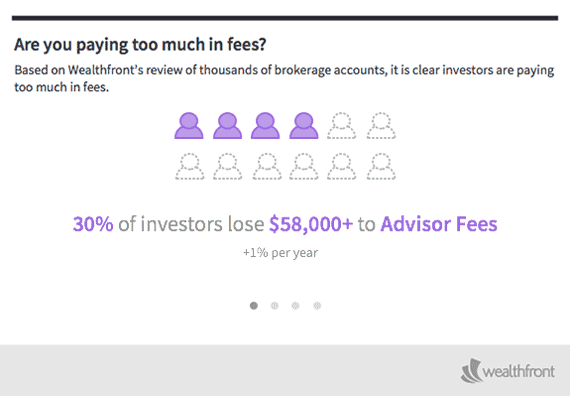 Are you paying too much in fees?
Based on Wealthfront's review of thousands of brokerage accounts, it is clear investors are paying
too much in fees.
30% of investors lose $58,000+ to Advisor Fees
+1% per year
wealthfront